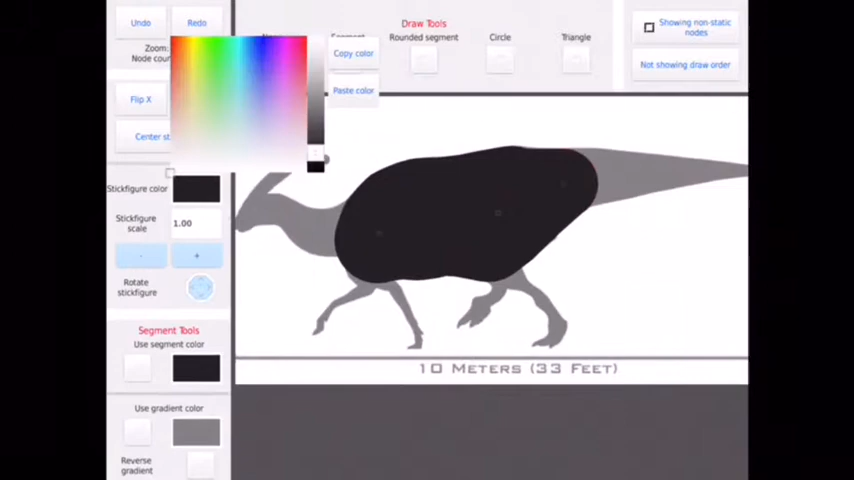 Undo
Redo
Zoom:
Node cou
Flip X
Center st
Copy color
Paste color
Draw Tools
Rounded segment
Circle
Triangle
Showing non-static
nodes
Not showing draw order
Stickfigure color
Stickfigure
scale
1.00
-
+
Rotate
stickfigure
Segment Tools
Use segment color
Use gradient color
Reverse
gradient
10 METERS (33 FEET)